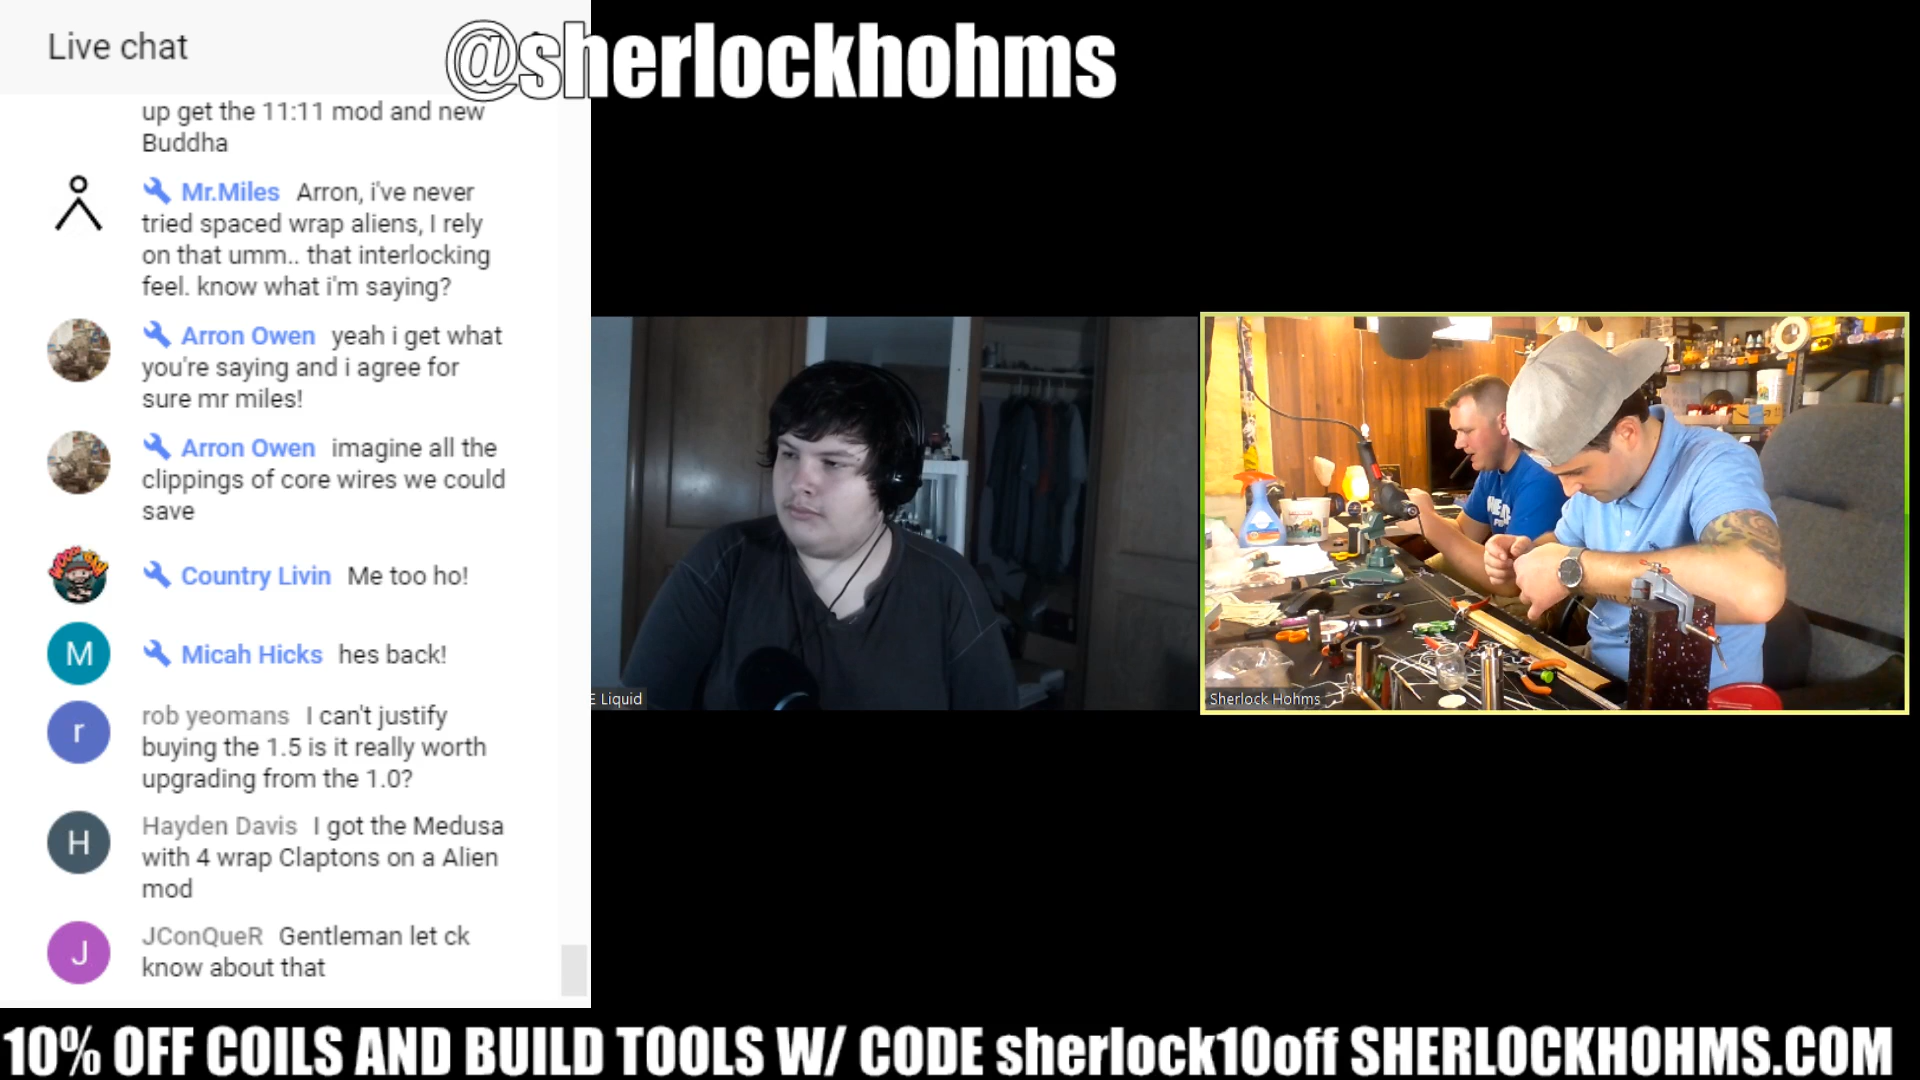 Live chat
@sherlockhohms
up get the 11:11 mod and new
Buddha
Mr.Miles Arron, i've never
tried spaced wrap aliens, I rely
on that umm.. that interlocking
feel. know what i'm saying?
Arron Owen yeah i get what
you're saying and i agree for
sure mr miles!
Arron Owen imagine all the
clippings of core wires we could
save
Country Livin Me too ho!
M
Micah Hicks hes back!
r
rob yeomans I can't justify
buying the 1.5 is it really worth
upgrading from the 1.0?
H
Hayden Davis I got the Medusa
with 4 wrap Claptons on a Alien
mod
J
JConQueR Gentleman let ck
know about that
E Liquid
Sherlock Hohms
10% OFF COILS AND BUILD TOOLS W/ CODE sherlock10off SHERLOCKHOHMS.COM